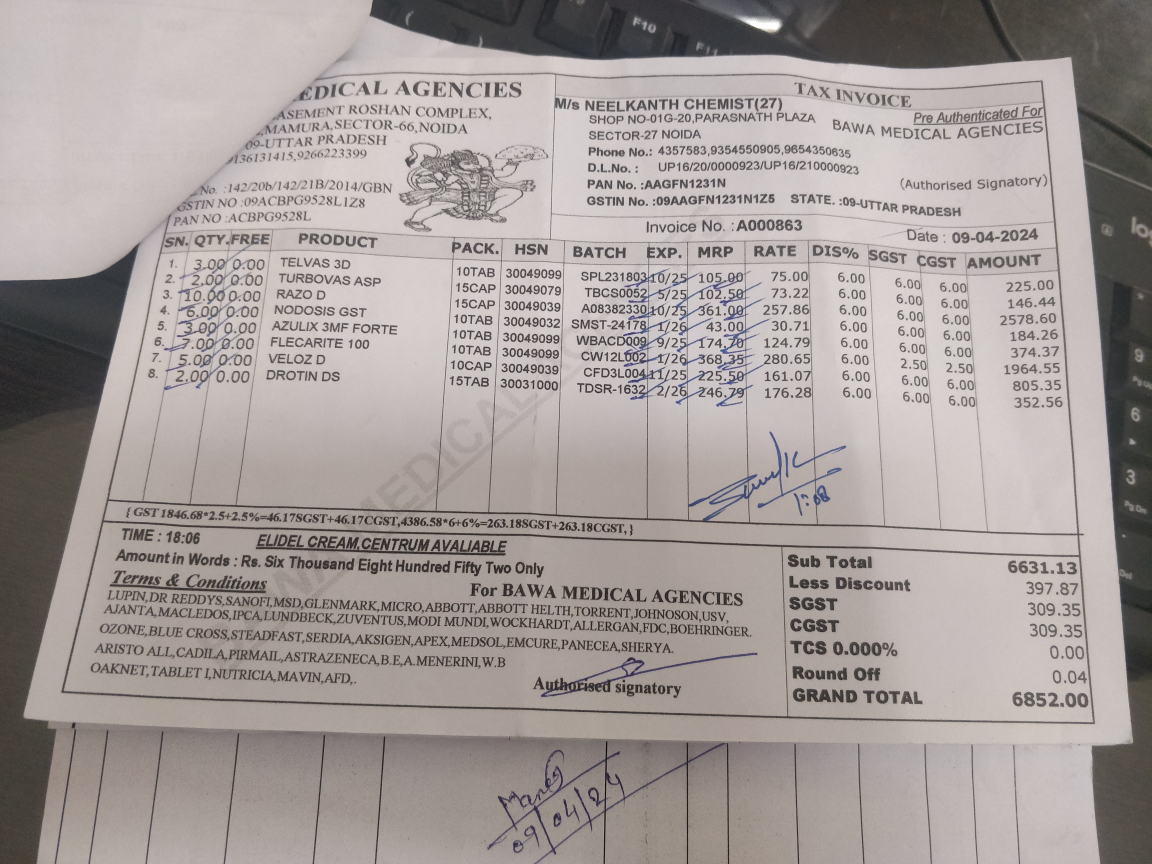 EDICAL AGENCIES
ASEMENT ROSHAN COMPLEX,
MAMURA,SECTOR-66,NOIDA
09-UTTAR PRADESH
136131415,9266223399
No. :142/20b/142/21B/2014/GBN
GSTIN NO :09ACBPG9528L1Z8
PAN NO :ACBPG9528L
TAX INVOICE
M/s NEELKANTH CHEMIST(27)
SHOP NO-01G-20,PARASNATH PLAZA
SECTOR-27 NOIDA
Phone No.: 4357583,9354550905,9654350635
D.L.No. : UP16/20/0000923/UP16/210000923
PAN No. :AAGFN1231N
GSTIN No. :09AAGFN1231N1Z5 STATE. :09-UTTAR PRADESH
Pre Authenticated For
BAWA MEDICAL AGENCIES
(Authorised Signatory)
Invoice No. :A000863
Date : 09-04-2024
SN. QTY. FREE PRODUCT PACK. HSN BATCH EXP. MRP RATE DIS% SGST CGST AMOUNT
1. 3.00 0.00 TELVAS 3D 10TAB 30049099 SPL231803 10/25 105.00 75.00 6.00 6.00 6.00 225.00
2. 2.00 0.00 TURBOVAS ASP 15CAP 30049079 TBCS0052 5/25 102.50 73.22 6.00 6.00 6.00 146.44
3. 10.00 0.00 RAZO D 15CAP 30049039 A08382330 10/25 361.00 257.86 6.00 6.00 6.00 2578.60
4. 6.00 0.00 NODOSIS GST 10TAB 30049032 SMST-24178 1/26 43.00 30.71 6.00 6.00 6.00 184.26
5. 3.00 0.00 AZULIX 3MF FORTE 10TAB 30049099 WBACD009 9/25 174.70 124.79 6.00 6.00 6.00 374.37
6. 7.00 0.00 FLECARITE 100 10TAB 30049099 CW12L002 1/26 368.35 280.65 6.00 2.50 2.50 1964.55
7. 5.00 0.00 VELOZ D 10CAP 30049039 CFD3L004 11/25 225.50 161.07 6.00 6.00 6.00 805.35
8. 2.00 0.00 DROTIN DS 15TAB 30031000 TDSR-1632 2/26 246.79 176.28 6.00 6.00 6.00 352.56
1:08
{ GST 1846.68*2.5+2.5%=46.17SGST+46.17CGST,4386.58*6+6%=263.18SGST+263.18CGST,}
TIME : 18:06 ELIDEL CREAM,CENTRUM AVALIABLE
Amount in Words : Rs. Six Thousand Eight Hundred Fifty Two Only
Terms & Conditions For BAWA MEDICAL AGENCIES
LUPIN,DR REDDYS,SANOFI,MSD,GLENMARK,MICRO,ABBOTT,ABBOTT HELTH,TORRENT,JOHNOSON,USV,
AJANTA,MACLEDOS,IPCA,LUNDBECK,ZUVENTUS,MODI MUNDI,WOCKHARDT,ALLERGAN,FDC,BOEHRINGER.
OZONE,BLUE CROSS,STEADFAST,SERDIA,AKSIGEN,APEX,MEDSOL,EMCURE,PANECEA,SHERYA.
ARISTO ALL,CADILA,PIRMAIL,ASTRAZENECA,B.E,A.MENERINI,W.B
OAKNET,TABLET I,NUTRICIA,MAVIN,AFD,.
Authorised signatory
Sub Total 6631.13
Less Discount 397.87
SGST 309.35
CGST 309.35
TCS 0.000% 0.00
Round Off 0.04
GRAND TOTAL 6852.00
09/04/24
F10
F11
9
6
3